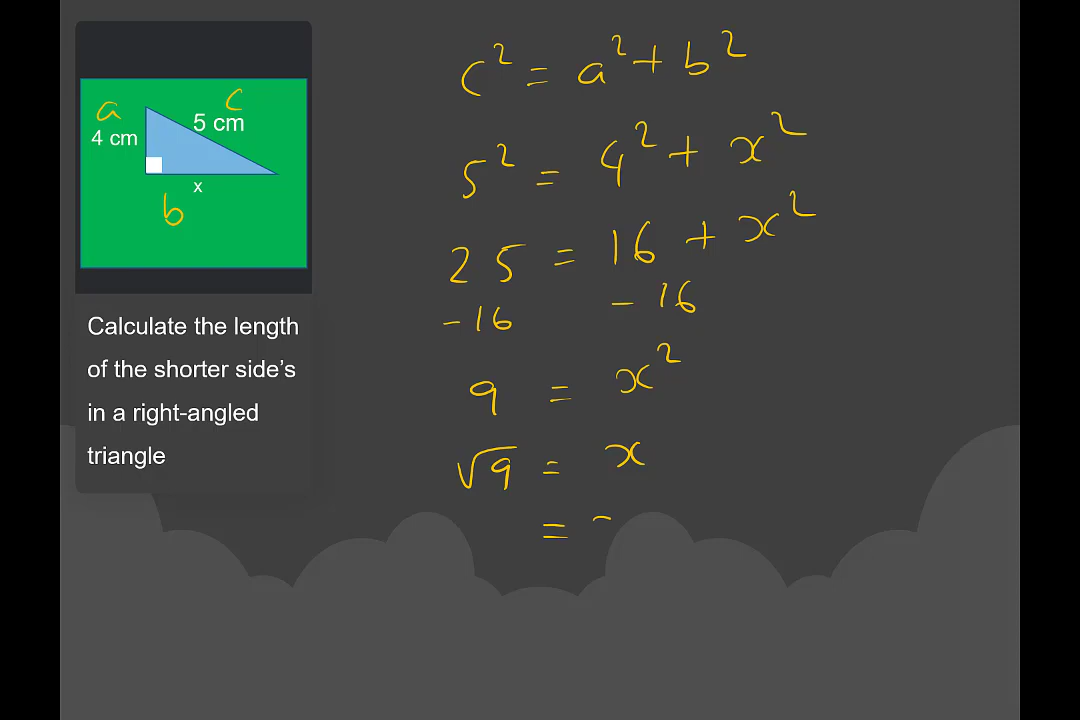 a
c
4 cm
5 cm
x
b
Calculate the length
of the shorter side’s
in a right-angled
triangle
c² = a² + b²
5² = 4² + x²
25 = 16 + x²
-16 - 16
9 = x²
√9 = x
=